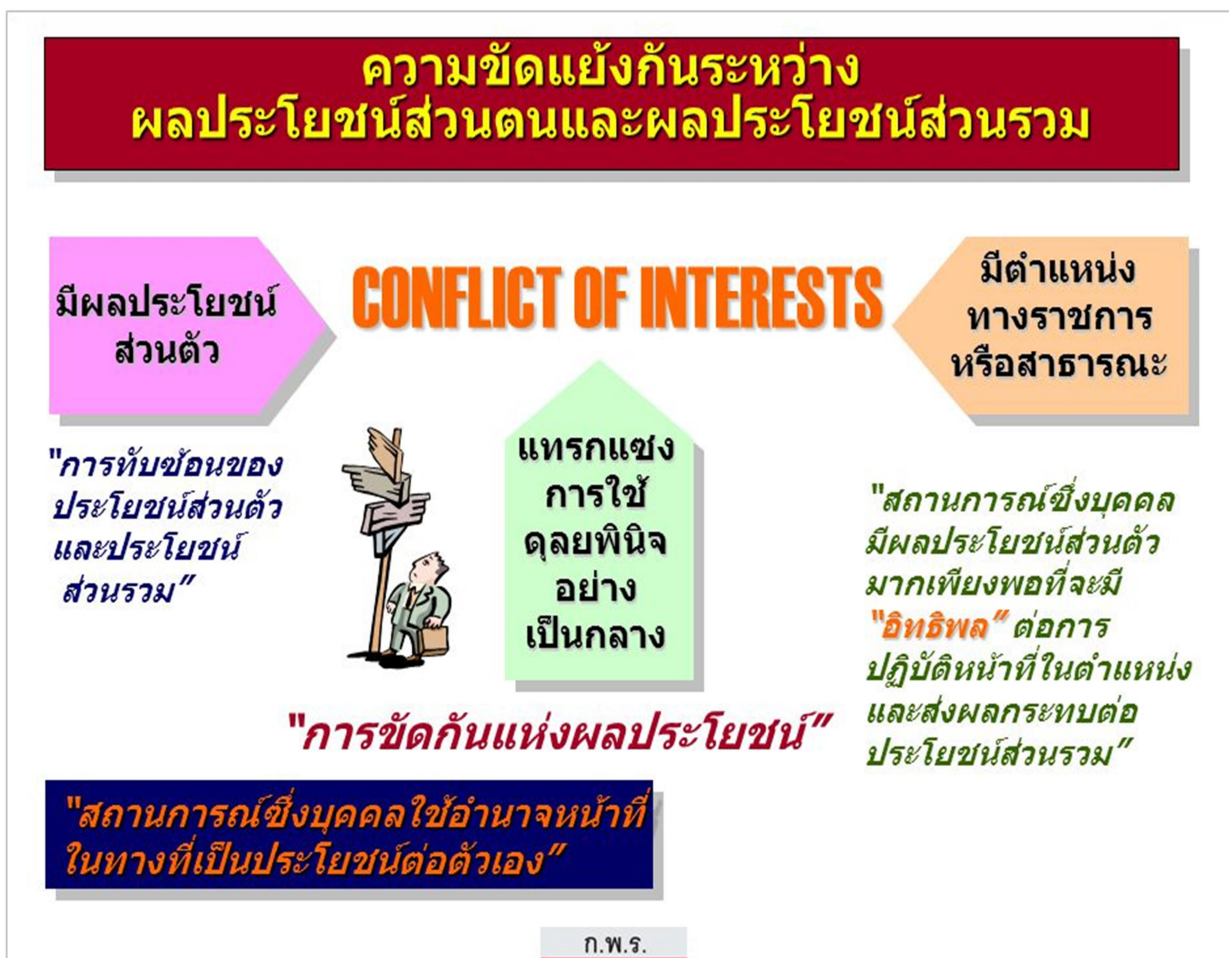 ความขัดแย้งกันระหว่าง
ผลประโยชน์ส่วนตนและผลประโยชน์ส่วนรวม
มีผลประโยชน์
ส่วนตัว
CONFLICT OF INTERESTS
มีตำแหน่ง
ทางราชการ
หรือสาธารณะ
"การทับซ้อนของ
ประโยชน์ส่วนตัว
และประโยชน์
ส่วนรวม"
แทรกแซง
การใช้
ดุลยพินิจ
อย่าง
เป็นกลาง
"สถานการณ์ซึ่งบุคคล
มีผลประโยชน์ส่วนตัว
มากเพียงพอที่จะมี
"อิทธิพล" ต่อการ
ปฏิบัติหน้าที่ในตำแหน่ง
และส่งผลกระทบต่อ
ประโยชน์ส่วนรวม"
"การขัดกันแห่งผลประโยชน์"
"สถานการณ์ซึ่งบุคคลใช้อำนาจหน้าที่
ในทางที่เป็นประโยชน์ต่อตัวเอง"
ก.พ.ร.